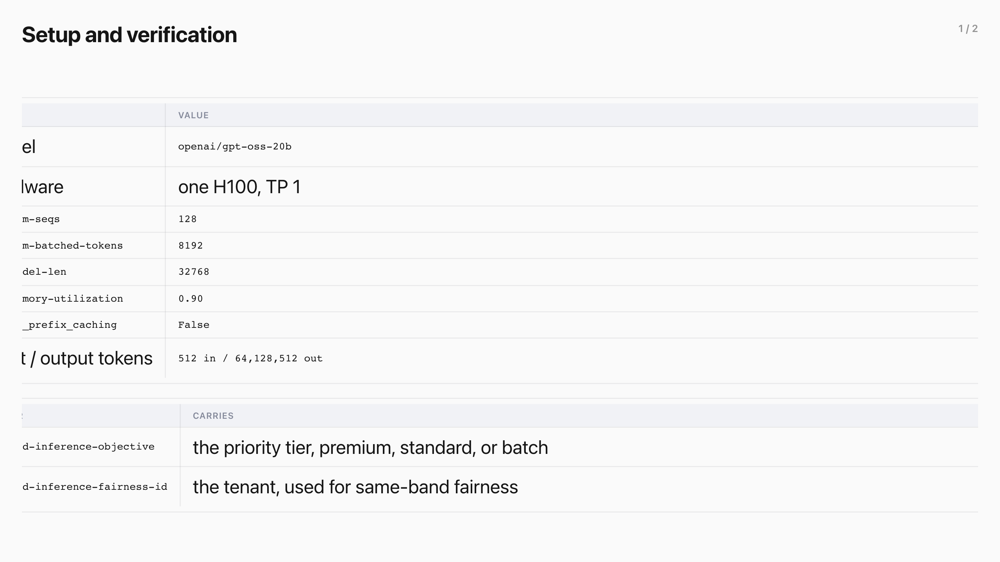 Setup and verification
1 / 2
VALUE
el openai/gpt-oss-20b
ware one H100, TP 1
m-seqs 128
m-batched-tokens 8192
del-len 32768
mory-utilization 0.90
_prefix_caching False
t / output tokens 512 in / 64,128,512 out
CARRIES
d-inference-objective the priority tier, premium, standard, or batch
d-inference-fairness-id the tenant, used for same-band fairness